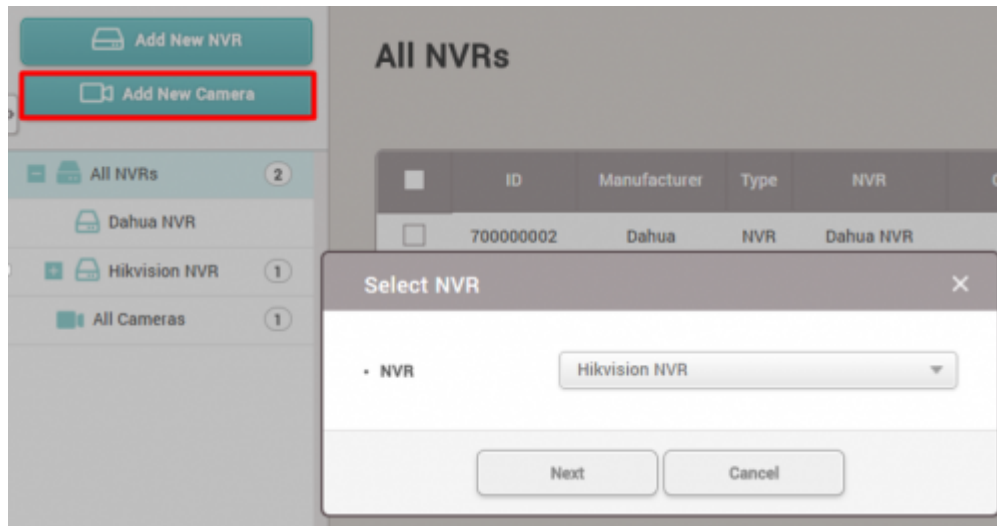 Add New NVR
Add New Camera
All NVRs 2
Dahua NVR
Hikvision NVR 1
All Cameras 1
All NVRs
ID Manufacturer Type NVR
700000002 Dahua NVR Dahua NVR
Select NVR
• NVR Hikvision NVR
Next Cancel